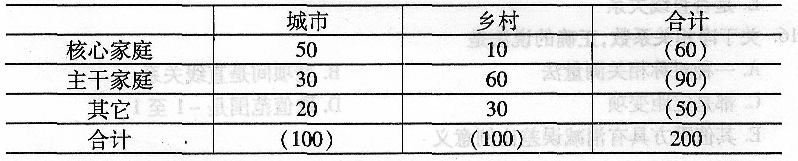 城市 乡村 合计
核心家庭 50 10 (60)
主干家庭 30 60 (90)
其它 20 30 (50)
合计 (100) (100) 200